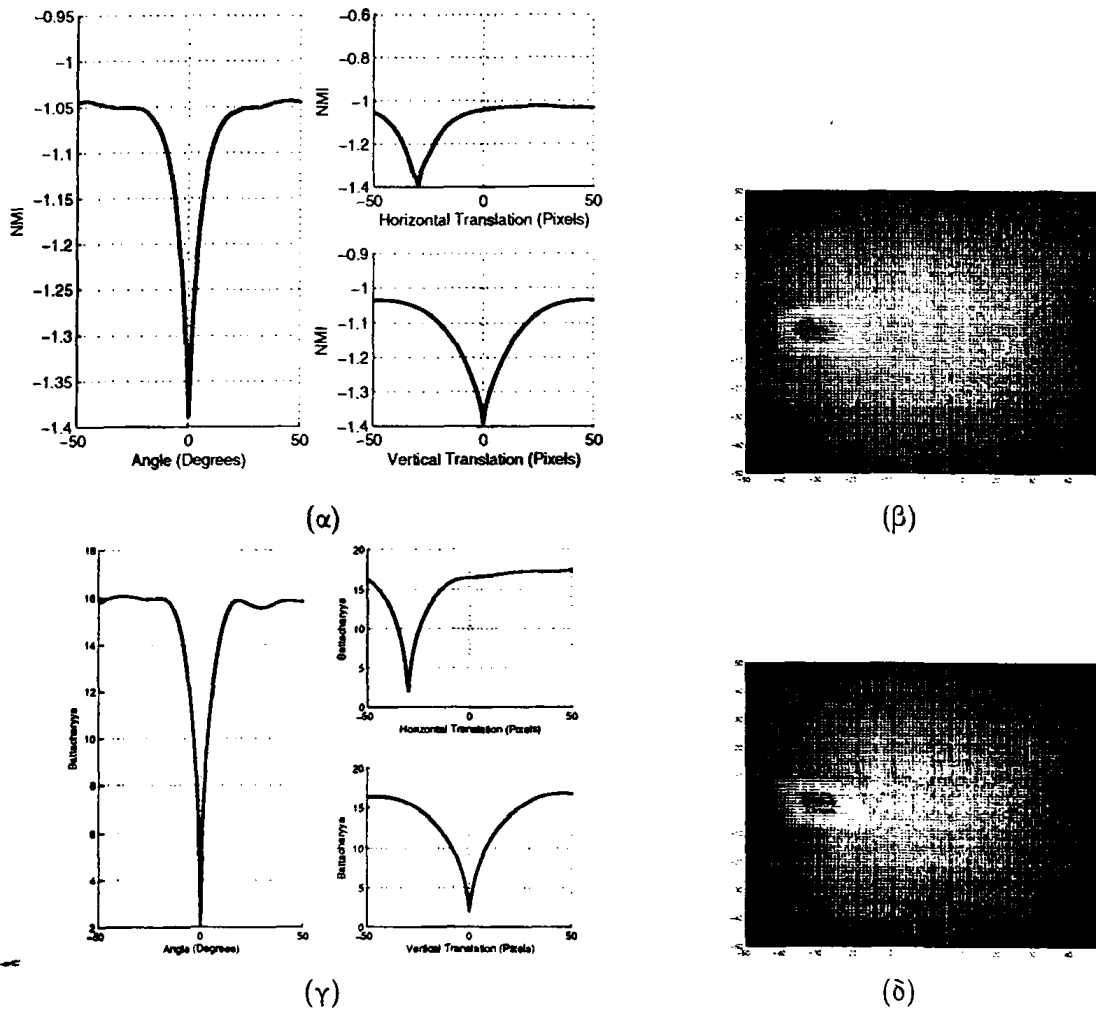 -0.95
-1
-1.05
-1.1
-1.15
-1.2
-1.25
-1.3
-1.35
-1.4
NMI
-50 0 50
Angle (Degrees)
-0.6
-0.8
-1
-1.2
-1.4
NMI
-50 0 50
Horizontal Translation (Pixels)
-0.9
-1
-1.1
-1.2
-1.3
-1.4
NMI
-50 0 50
Vertical Translation (Pixels)
(α)
(β)
18
16
14
12
10
8
6
4
2
Battacharyya
0 50
Angle (Degrees)
20
15
10
5
0
Battacharyya
-50 0 50
Horizontal Translation (Pixels)
20
15
10
5
0
Battacharyya
-50 0 50
Vertical Translation (Pixels)
(γ)
(δ)